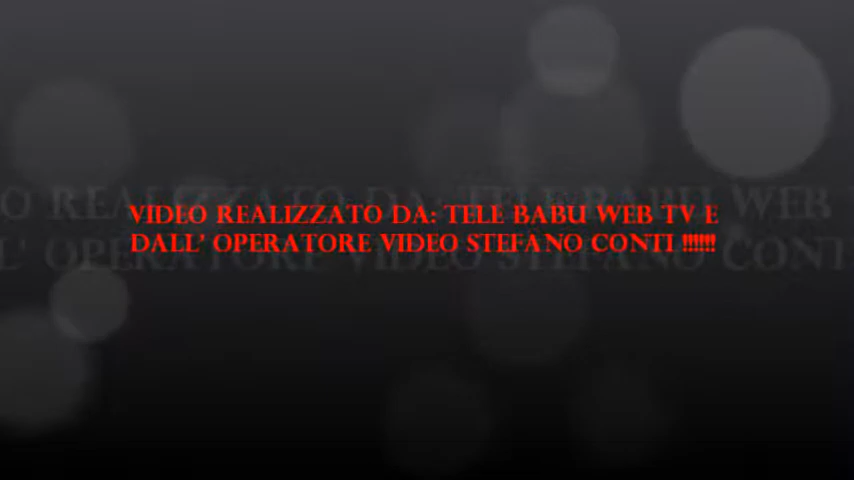 VIDEO REALIZZATO DA: TELE BABU WEB TV E
DALL' OPERATORE VIDEO STEFANO CONTI !!!!!!